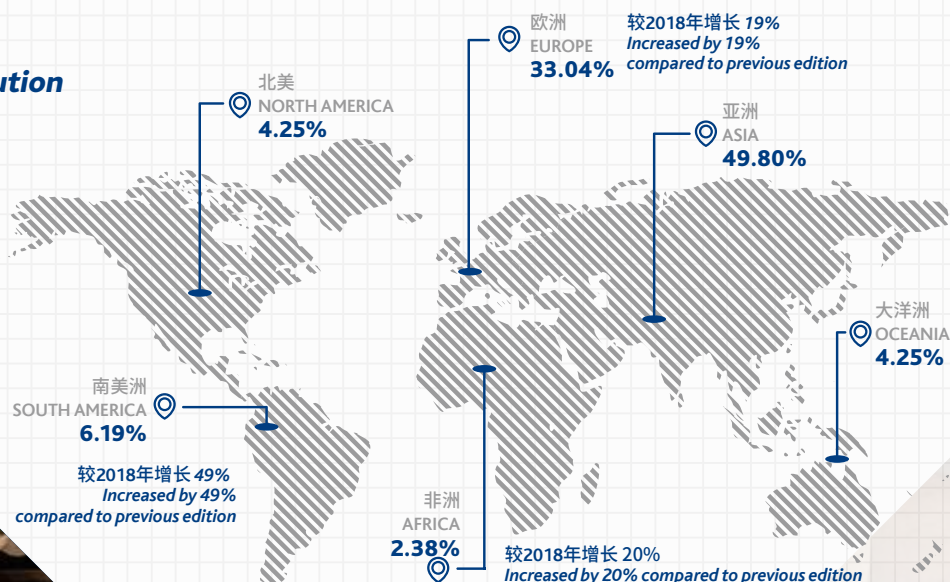 ution
北美
NORTH AMERICA
4.25%
欧洲
EUROPE
33.04%
较2018年增长 19%
Increased by 19%
compared to previous edition
亚洲
ASIA
49.80%
大洋洲
OCEANIA
4.25%
南美洲
SOUTH AMERICA
6.19%
较2018年增长 49%
Increased by 49%
compared to previous edition
非洲
AFRICA
2.38%
较2018年增长 20%
Increased by 20% compared to previous edition